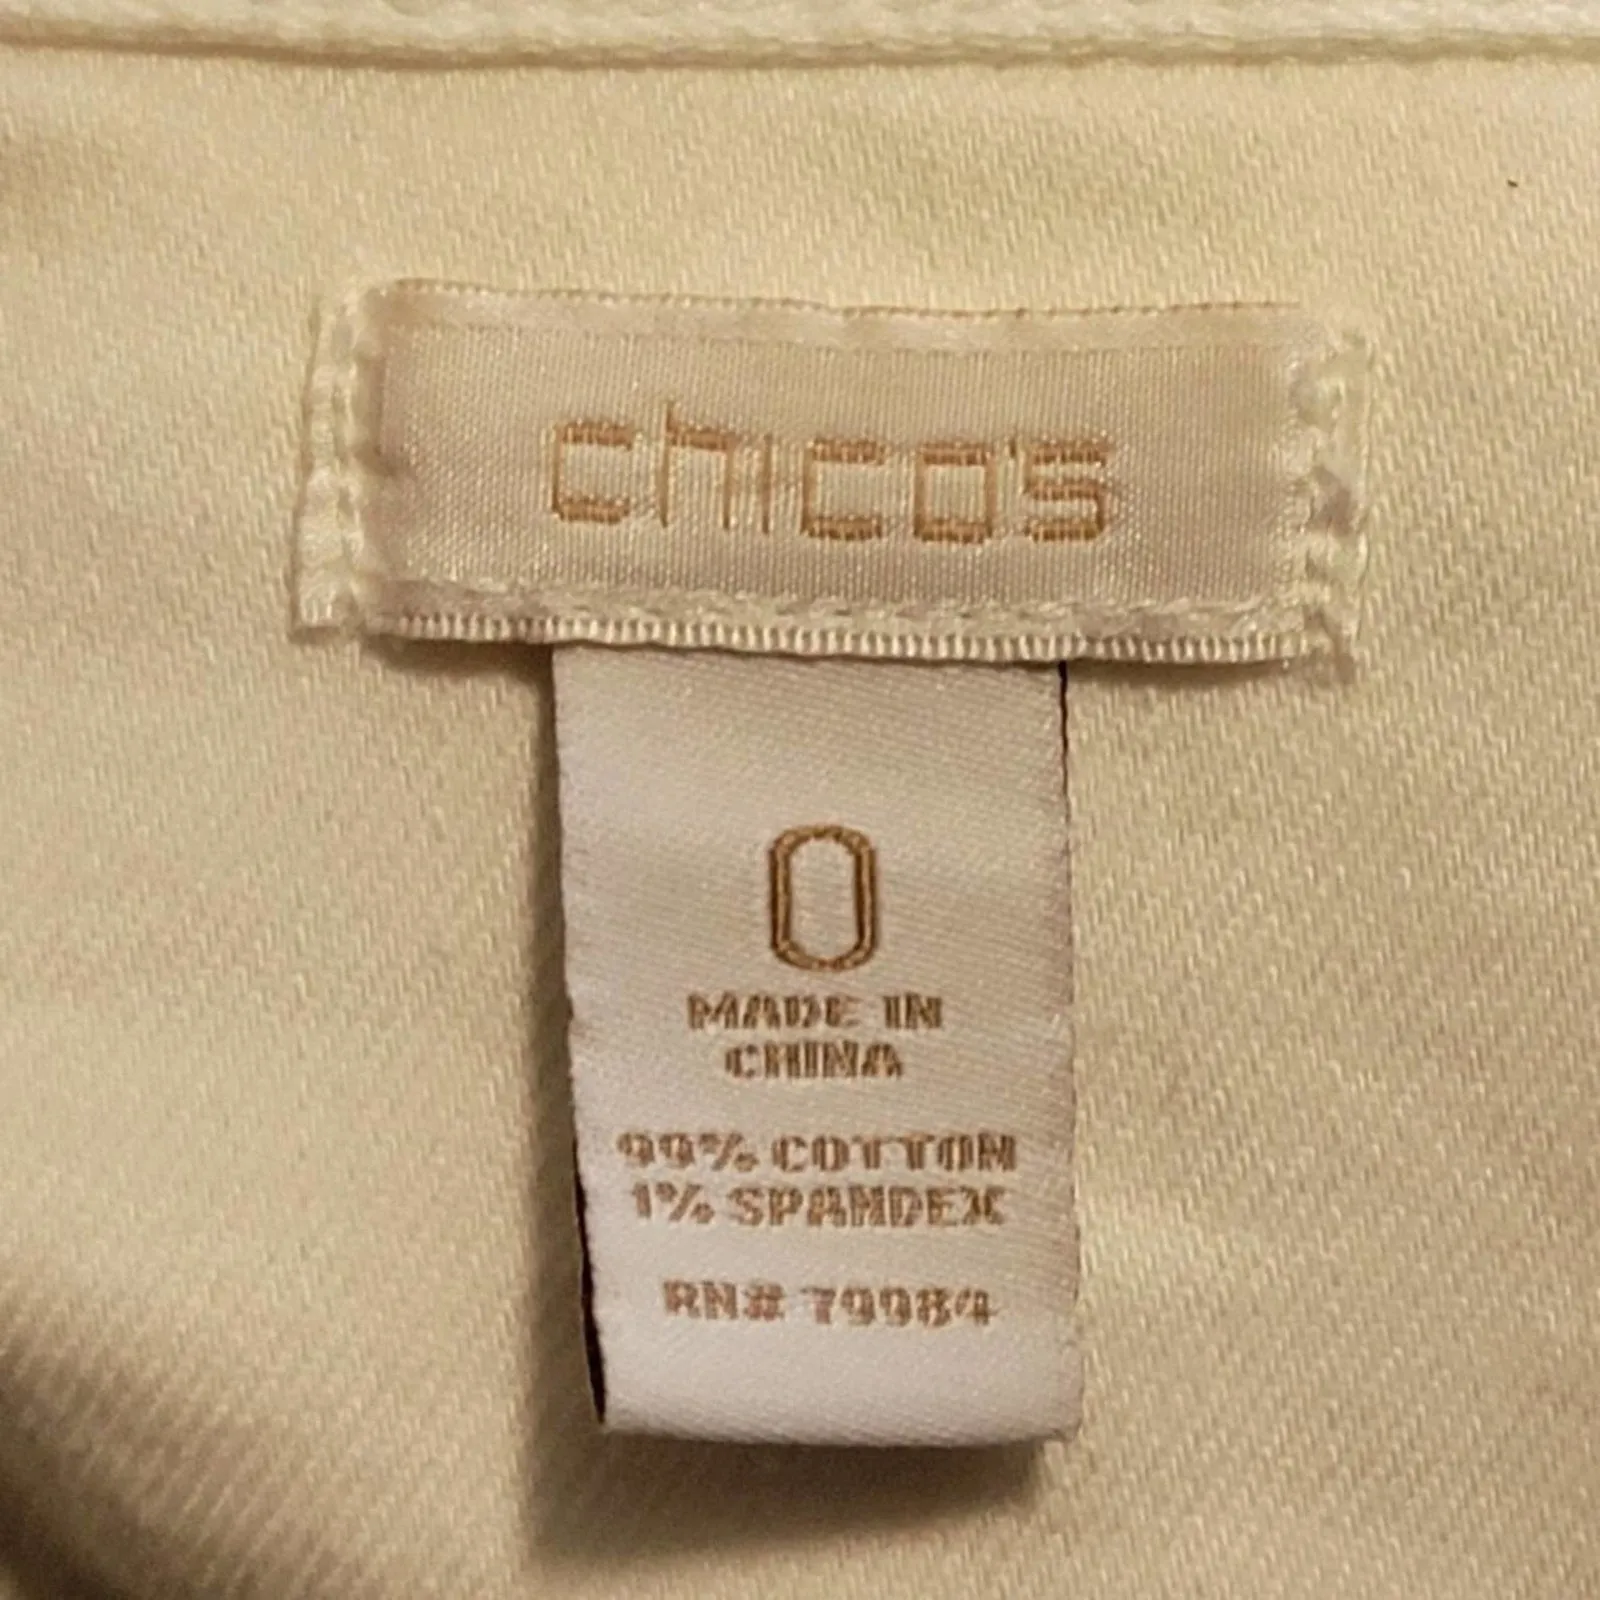 chico's
0
MADE IN
CHINA
99% COTTON
1% SPANDEX
RN# 79984